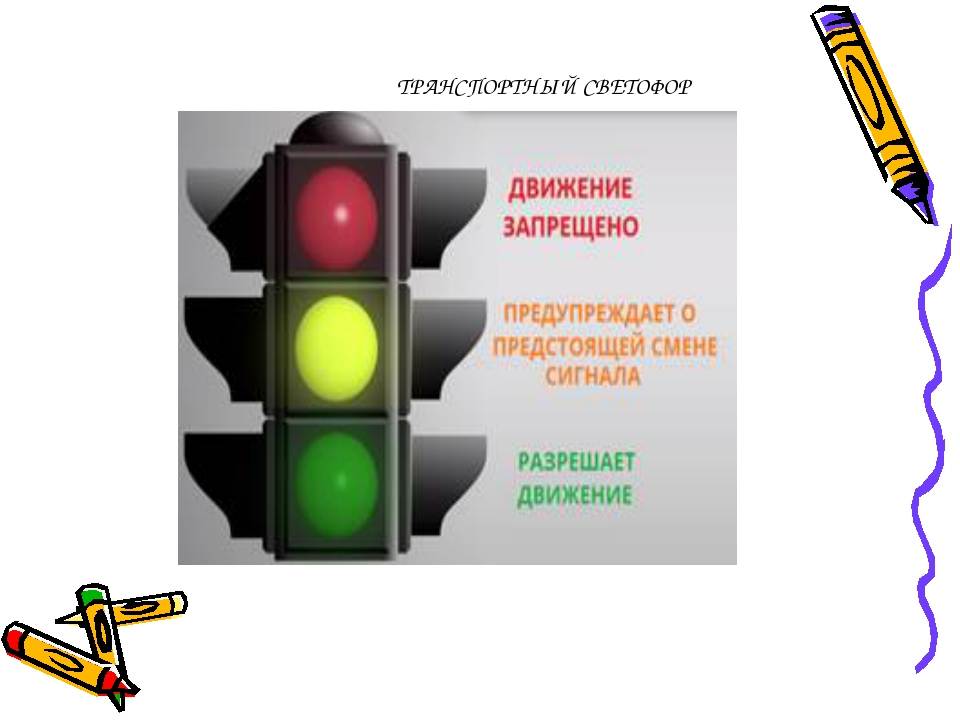 ТРАНСПОРТНЫЙ СВЕТОФОР
ДВИЖЕНИЕ
ЗАПРЕЩЕНО
ПРЕДУПРЕЖДАЕТ О
ПРЕДСТОЯЩЕЙ СМЕНЕ
СИГНАЛА
РАЗРЕШАЕТ
ДВИЖЕНИЕ